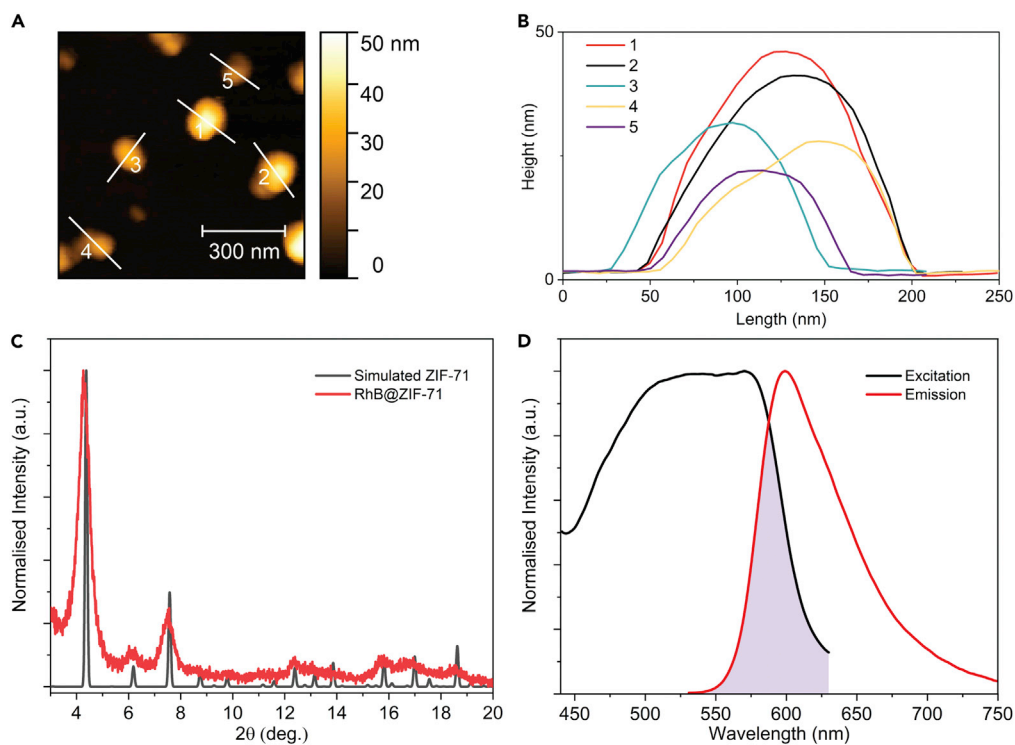 A
50 nm
40
30
20
10
0
5
1
3
2
4
300 nm
B
50
0
Height (nm)
1
2
3
4
5
0 50 100 150 200 250
Length (nm)
C
Normalised Intensity (a.u.)
Simulated ZIF-71
RhB@ZIF-71
4 6 8 10 12 14 16 18 20
2θ (deg.)
D
Normalised Intensity (a.u.)
Excitation
Emission
450 500 550 600 650 700 750
Wavelength (nm)